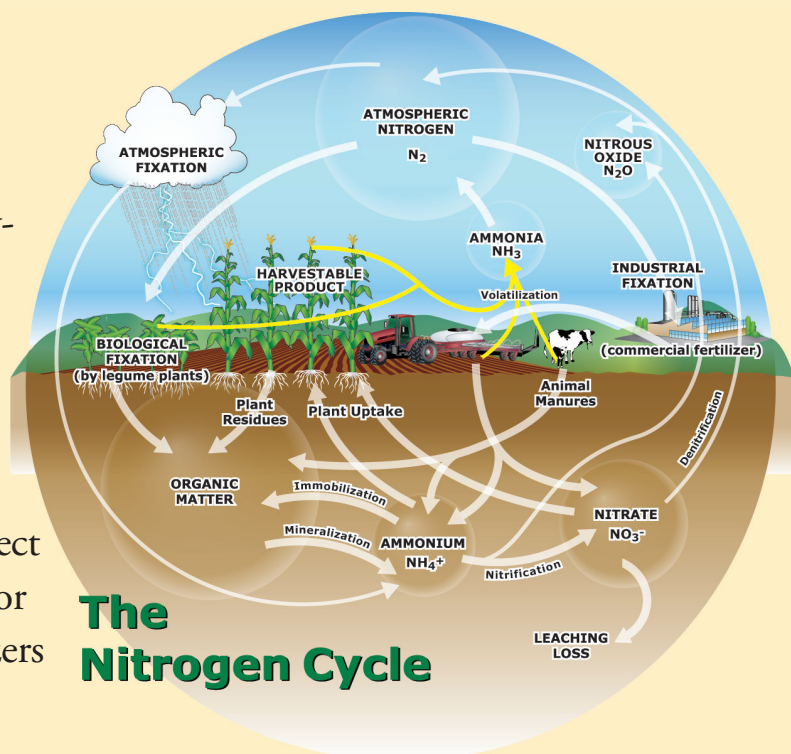 ATMOSPHERIC
NITROGEN
N2
ATMOSPHERIC
FIXATION
NITROUS
OXIDE
N2O
AMMONIA
NH3
HARVESTABLE
PRODUCT
Volatilization
INDUSTRIAL
FIXATION
(commercial fertilizer)
BIOLOGICAL
FIXATION
(by legume plants)
Plant
Residues
Plant Uptake
Animal
Manures
Denitrification
ORGANIC
MATTER
Immobilization
Mineralization
AMMONIUM
NH4+
Nitrification
NITRATE
NO3-
LEACHING
LOSS
The
Nitrogen Cycle